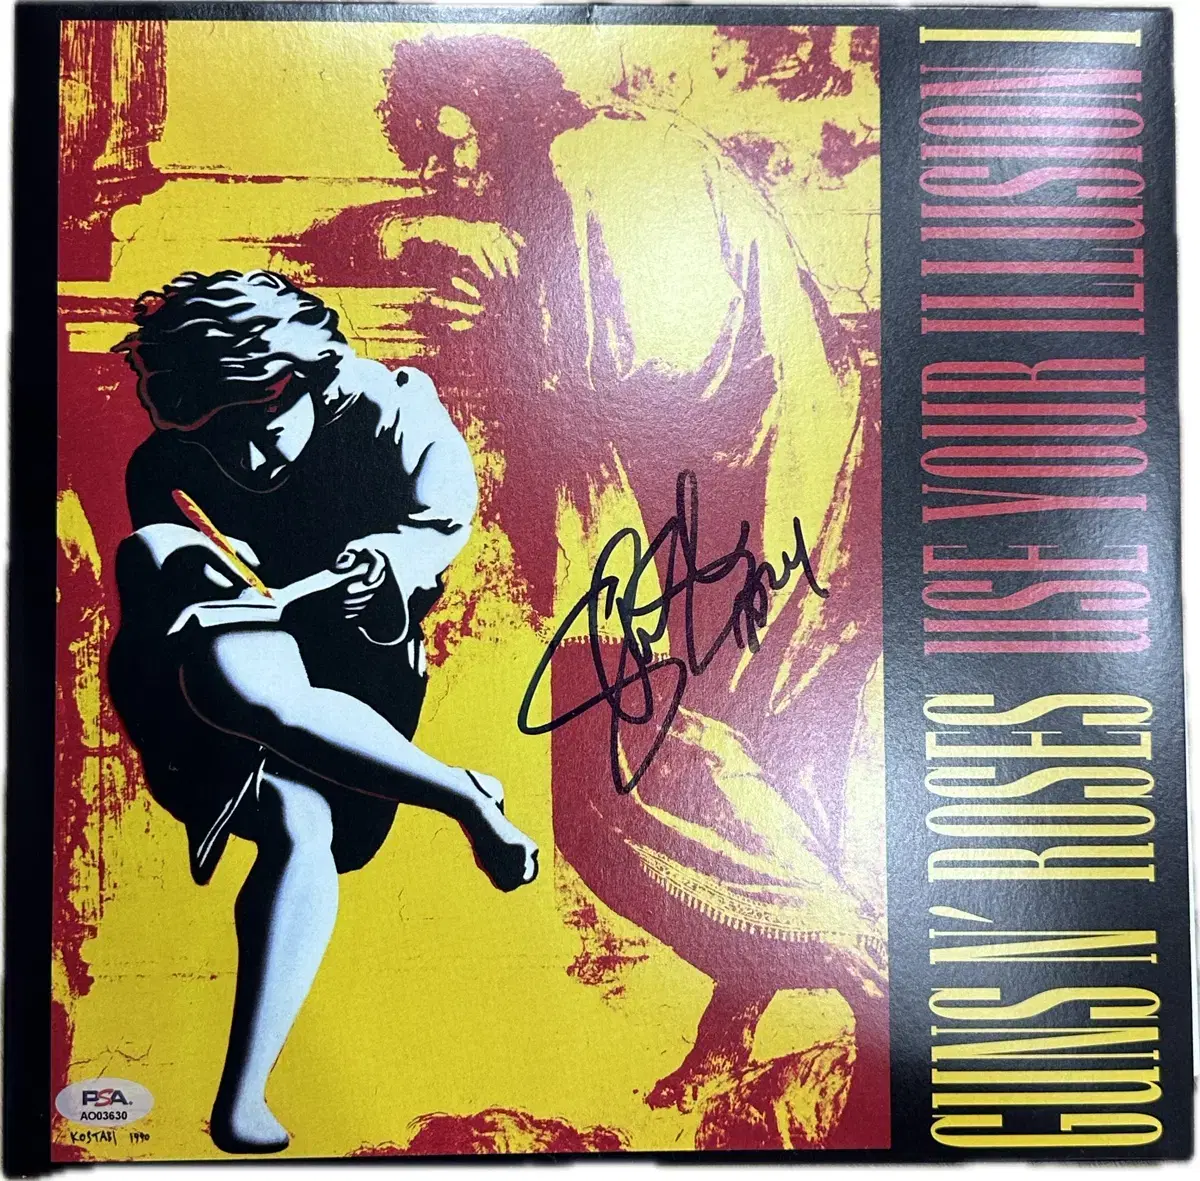 GUNS N' ROSES USE YOUR ILLUSION I
PSA
AO03630
KOSTABI 1990